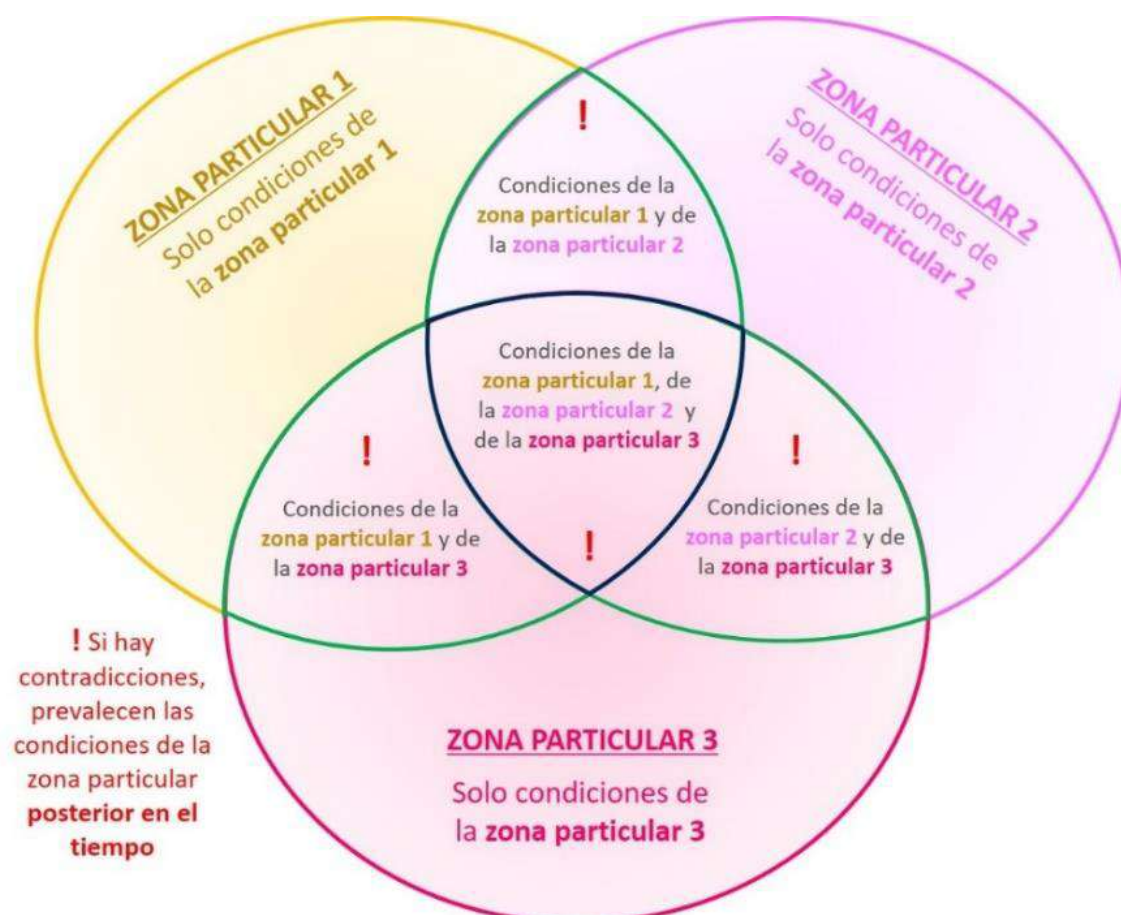 ZONA PARTICULAR 1
Solo condiciones de
la zona particular 1
ZONA PARTICULAR 2
Solo condiciones de
la zona particular 2
!
Condiciones de la
zona particular 1 y de
la zona particular 2
Condiciones de la
zona particular 1, de
la zona particular 2 y
de la zona particular 3
!
!
Condiciones de la
zona particular 1 y de
la zona particular 3
!
Condiciones de la
zona particular 2 y de
la zona particular 3
! Si hay
contradicciones,
prevalecen las
condiciones de la
zona particular
posterior en el
tiempo
ZONA PARTICULAR 3
Solo condiciones de
la zona particular 3